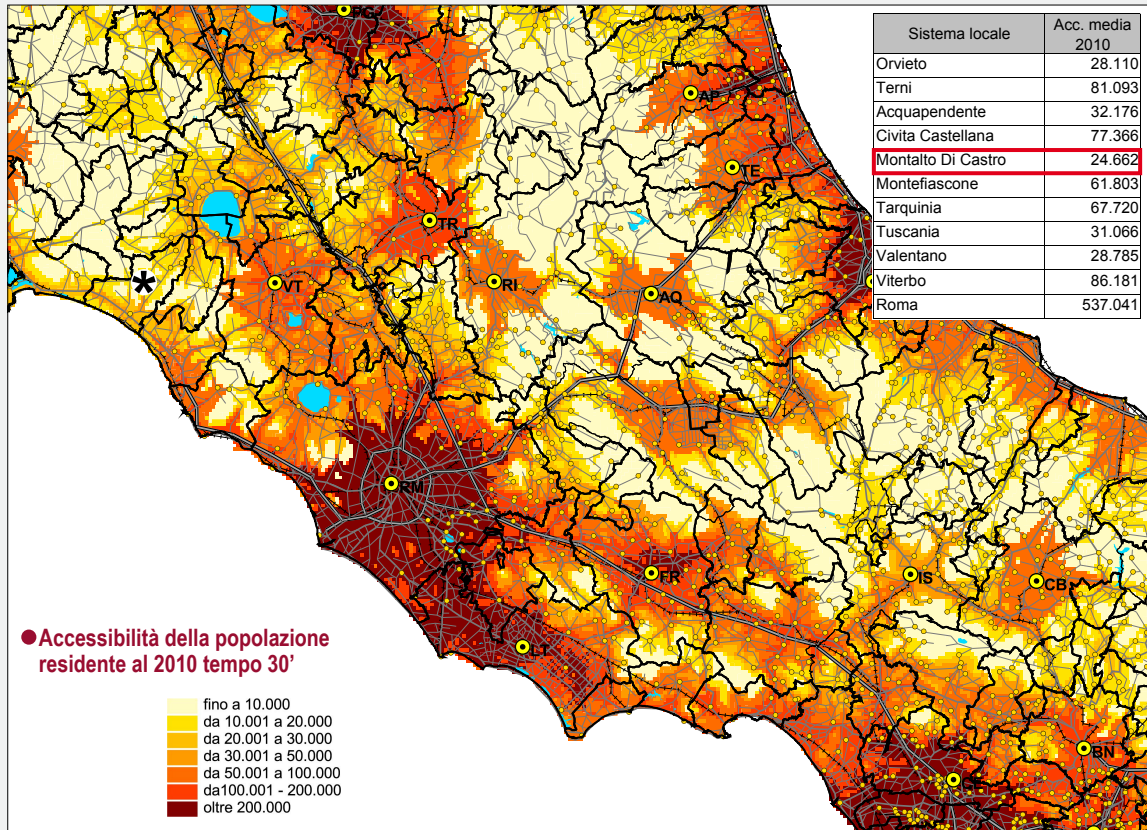 Sistema locale Acc. media 2010
Orvieto 28.110
Terni 81.093
Acquapendente 32.176
Civita Castellana 77.366
Montalto Di Castro 24.662
Montefiascone 61.803
Tarquinia 67.720
Tuscania 31.066
Valentano 28.785
Viterbo 86.181
Roma 537.041
AP
TE
TR
VT
RI
AQ
RM
FR
IS
CB
LT
BN
Accessibilità della popolazione
residente al 2010 tempo 30’
fino a 10.000
da 10.001 a 20.000
da 20.001 a 30.000
da 30.001 a 50.000
da 50.001 a 100.000
da100.001 - 200.000
oltre 200.000